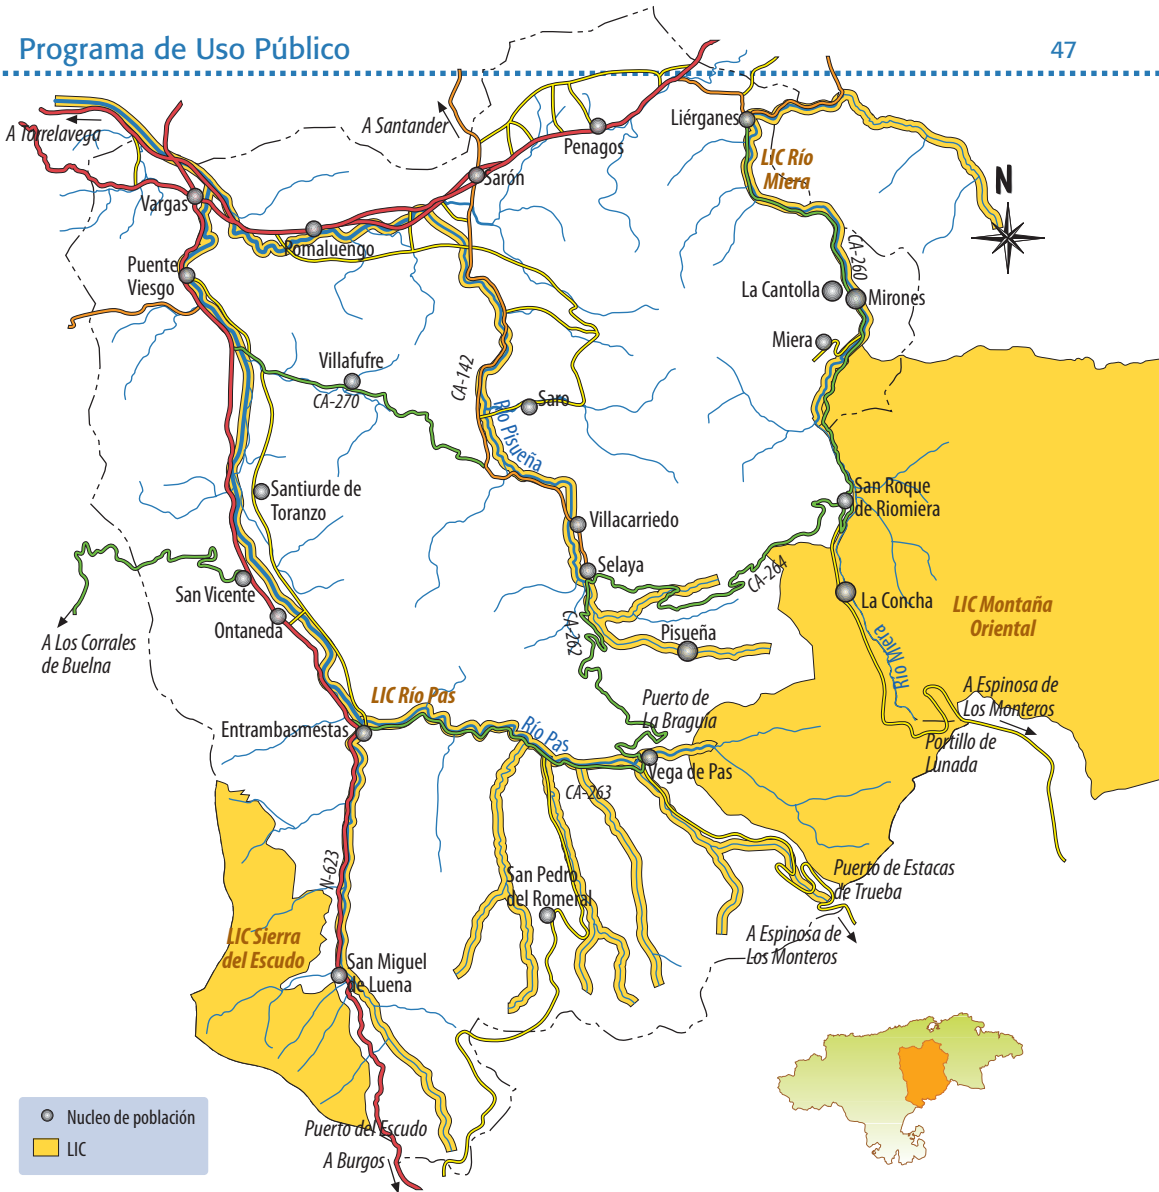 Programa de Uso Público
47
A Torrelavega
A Santander
Liérganes
Penagos
LIC Río
Miera
N
Sarón
Vargas
Pomaluengo
Puente
Viesgo
CA-260
La Cantolla
Mirones
Miera
Villafufre
CA-142
CA-270
Saro
Río Pisueña
Santiurde de
Toranzo
San Roque
de Riomiera
Villacarriedo
Selaya
CA-264
San Vicente
La Concha
LIC Montaña
Oriental
Ontaneda
CA-262
Pisueña
A Los Corrales
de Buelna
Río Miera
LIC Río Pas
Puerto de
La Braguía
A Espinosa de
Los Monteros
Entrambasmestas
Río Pas
Portillo de
Lunada
Vega de Pas
CA-263
N-623
San Pedro
del Romeral
Puerto de Estacas
de Trueba
LIC Sierra
del Escudo
A Espinosa de
Los Monteros
San Miguel
de Luena
Nucleo de población
LIC
Puerto del Escudo
A Burgos